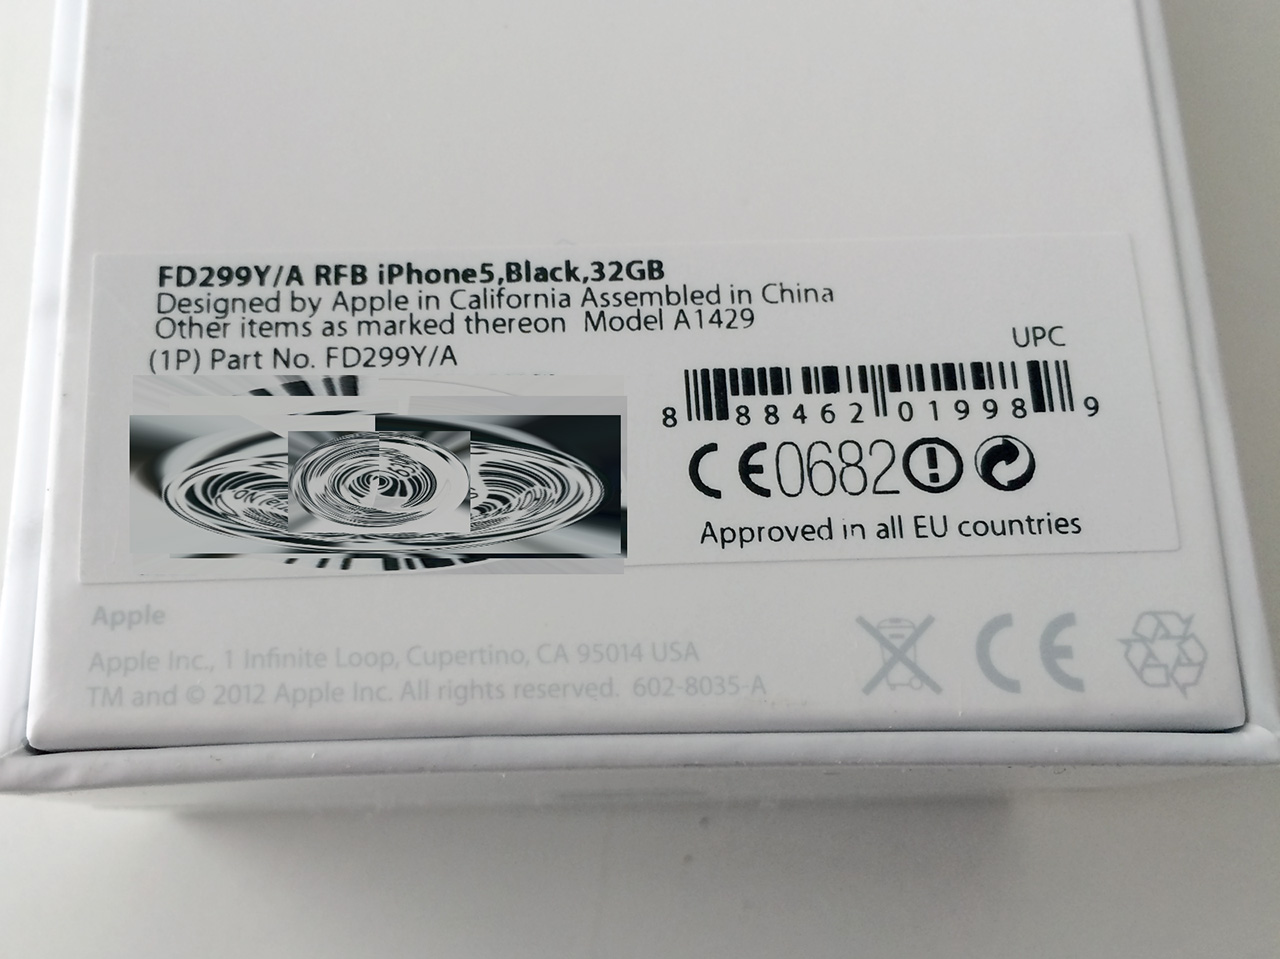 FD299Y/A RFB iPhone5,Black,32GB
Designed by Apple in California Assembled in China
Other items as marked thereon Model A1429
(1P) Part No. FD299Y/A
UPC
8 88462 01998 9
CE0682
Approved in all EU countries
Apple
Apple Inc., 1 Infinite Loop, Cupertino, CA 95014 USA
TM and © 2012 Apple Inc. All rights reserved. 602-8035-A
CE